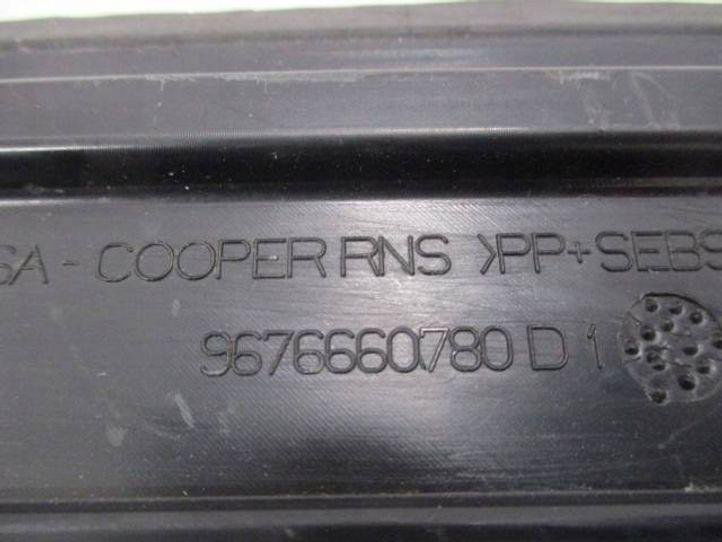 SA - COOPER RNS >PP+SEBS
9676660780 D 1